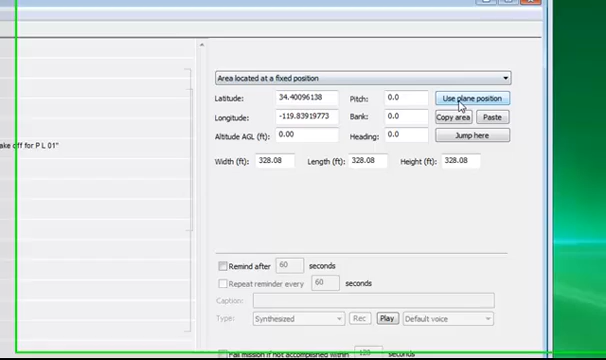 Area located at a fixed position
Latitude: 34.40096138 Pitch: 0.0 Use plane position
Longitude: -119.83919773 Bank: 0.0 Copy area Paste
Altitude AGL (ft): 0.00 Heading: 0.0 Jump here
ake off for P L 01"
Width (ft): 328.08 Length (ft): 328.08 Height (ft): 328.08
Remind after 60 seconds
Repeat reminder every 60 seconds
Caption:
Type: Synthesized Rec Play Default voice
Fail mission if not accomplished within 120 seconds